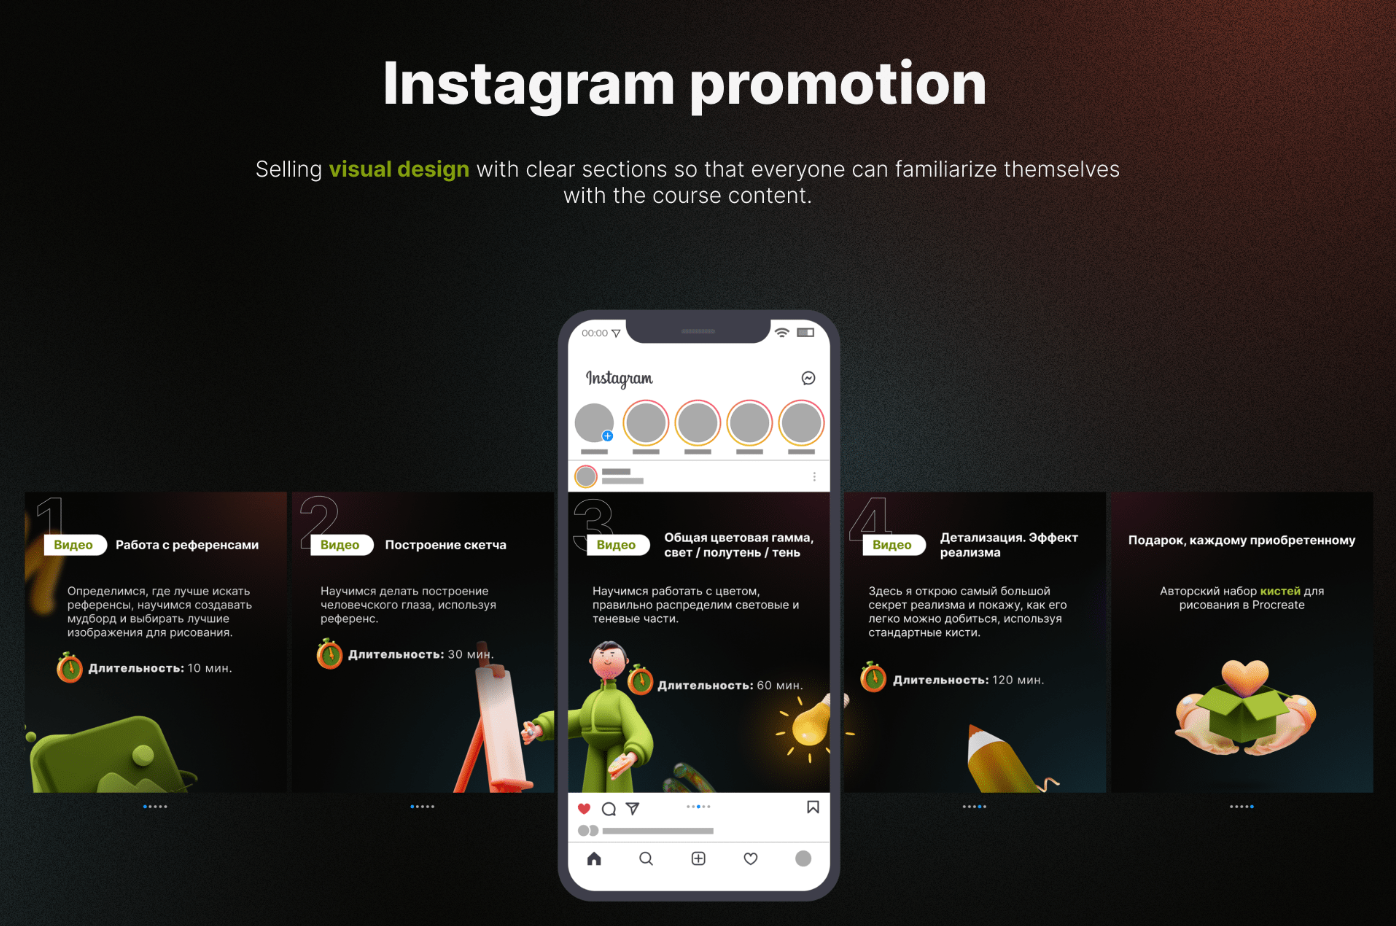 Instagram promotion
Selling visual design with clear sections so that everyone can familiarize themselves
with the course content.
00:00
Instagram
1
Видео
Работа с референсами
Определимся, где лучше искать
референсы, научимся создавать
мудборд и выбирать лучшие
изображения для рисования.
Длительность: 10 мин.
2
Видео
Построение скетча
Научимся делать построение
человечского глаза, используя
референс.
Длительность: 30 мин.
3
Видео
Общая цветовая гамма,
свет / полутень / тень
Научимся работать с цветом,
правильно распределим световые и
теневые части.
Длительность: 60 мин.
4
Видео
Детализация. Эффект
реализма
Здесь я открою самый большой
секрет реализма и покажу, как его
легко можно добиться, используя
стандартные кисти.
Длительность: 120 мин.
Подарок, каждому приобретенному
Авторский набор кистей для
рисования в Procreate